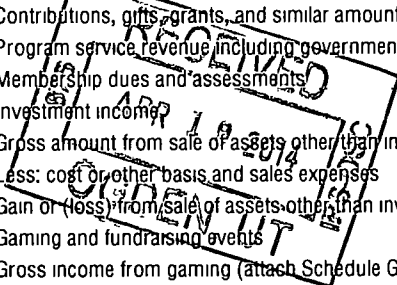 Contributions, gifts, grants, and similar amount
Program service revenue including governmen
Membership dues and assessments
Investment income
Gross amount from sale of assets other than in
Less: cost or other basis and sales expenses
Gain or (loss) from sale of assets other than inv
Gaming and fundraising events
Gross income from gaming (attach Schedule G
RECEIVED
APR 1 2014
OGDEN UT